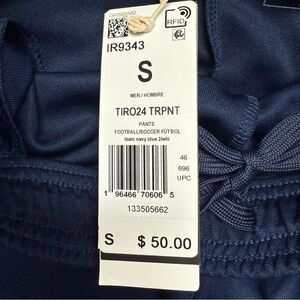 RFID
IR9343
S
MEN / HOMBRE
TIRO24 TRPNT
PANTS
FOOTBALL/SOCCER FUTBOL
team navy blue 2/wht
46
696
UPC
1 96466 70606 5
133505662
S $ 50.00